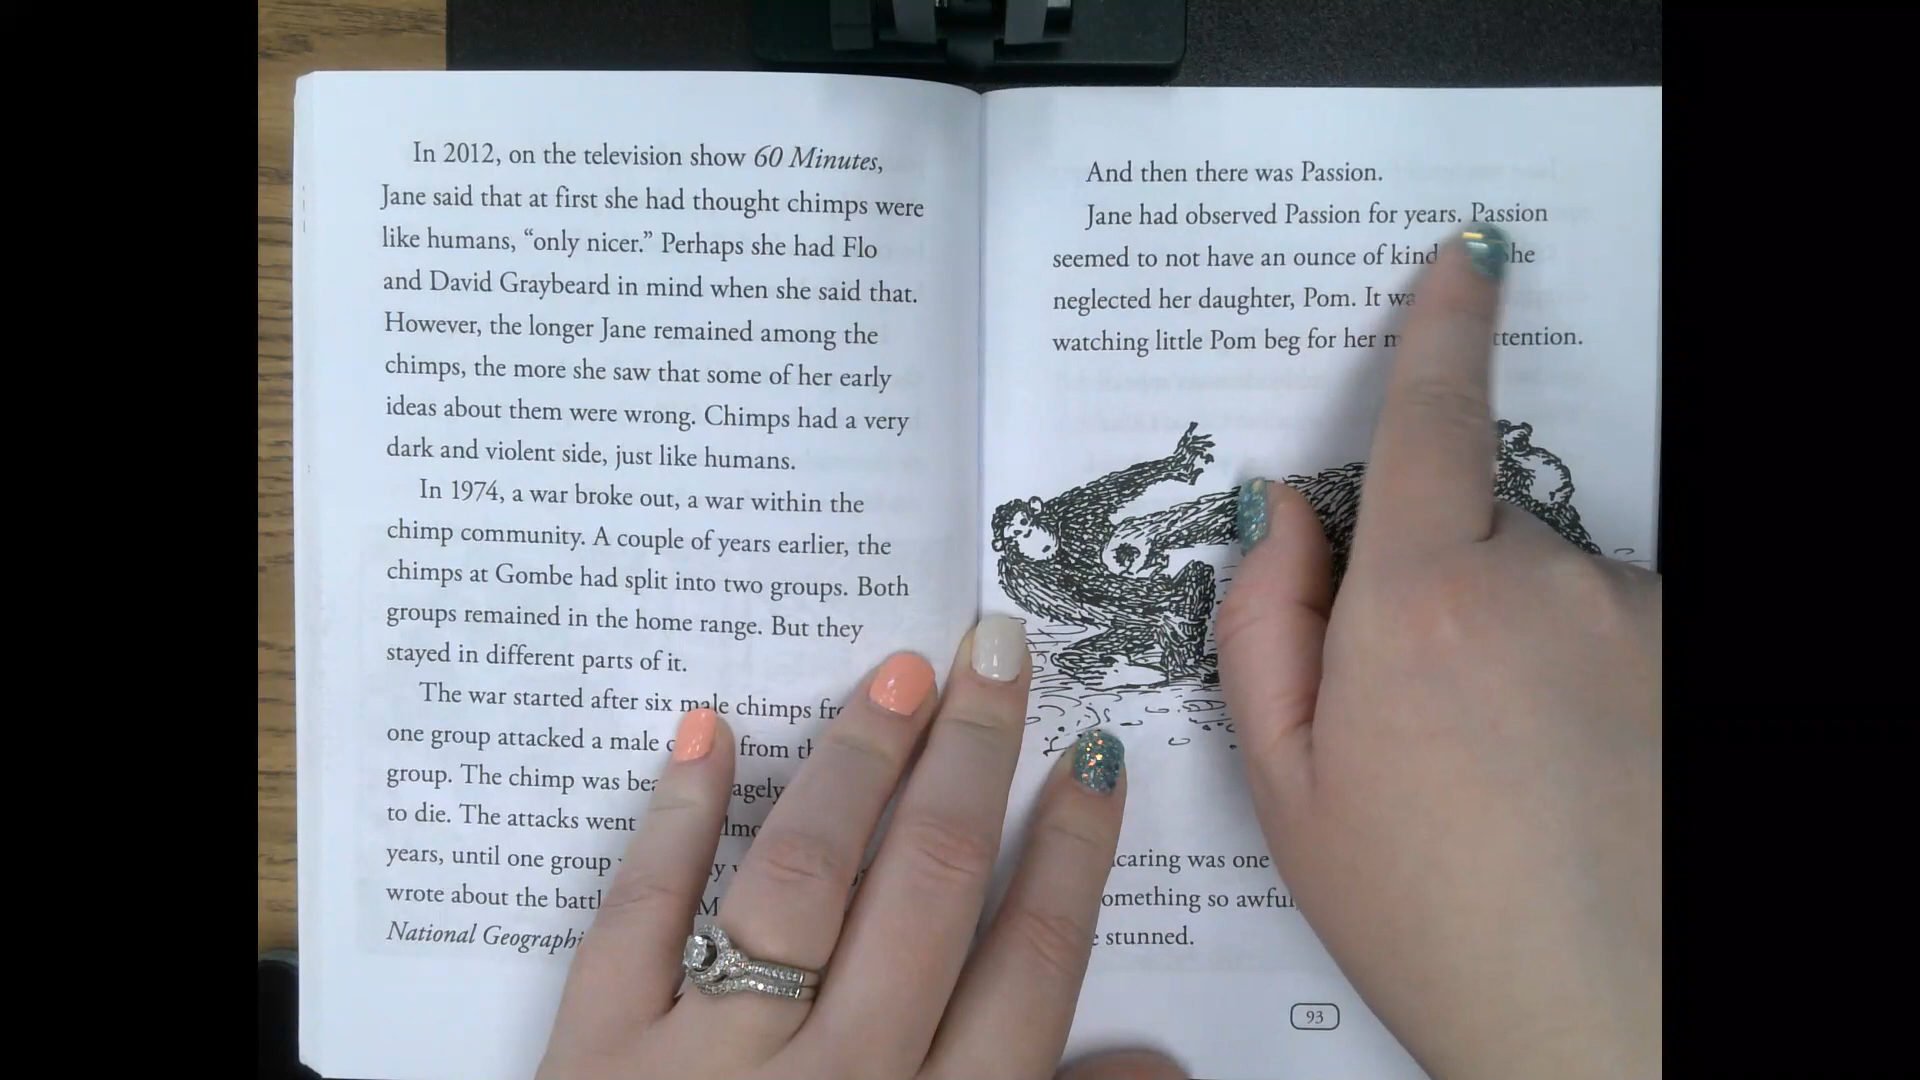 In 2012, on the television show 60 Minutes,
Jane said that at first she had thought chimps were
like humans, “only nicer.” Perhaps she had Flo
and David Graybeard in mind when she said that.
However, the longer Jane remained among the
chimps, the more she saw that some of her early
ideas about them were wrong. Chimps had a very
dark and violent side, just like humans.
In 1974, a war broke out, a war within the
chimp community. A couple of years earlier, the
chimps at Gombe had split into two groups. Both
groups remained in the home range. But they
stayed in different parts of it.
The war started after six male chimps
one group attacked a male from
group. The chimp was
to die. The attacks went
years, until one group
wrote about the
National
And then there was Passion.
Jane had observed Passion for years. Passion
seemed to not have an ounce of
neglected her daughter, Pom. It
watching little Pom beg for her
caring was one
so awful,
stunned.
93